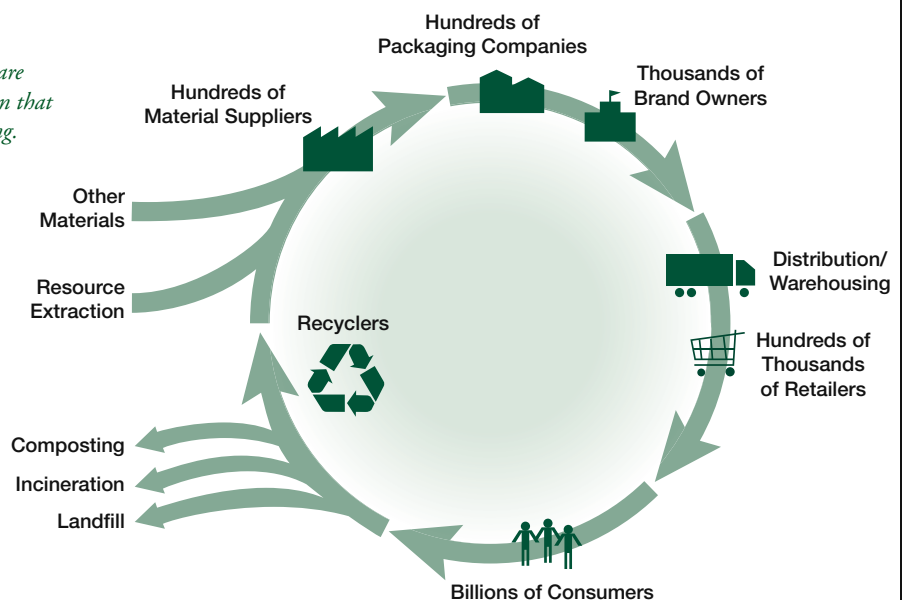 are
that
Hundreds of
Packaging Companies
Thousands of
Brand Owners
Hundreds of
Material Suppliers
Other
Materials
Resource
Extraction
Distribution/
Warehousing
Recyclers
Hundreds of
Thousands
of Retailers
Composting
Incineration
Landfill
Billions of Consumers